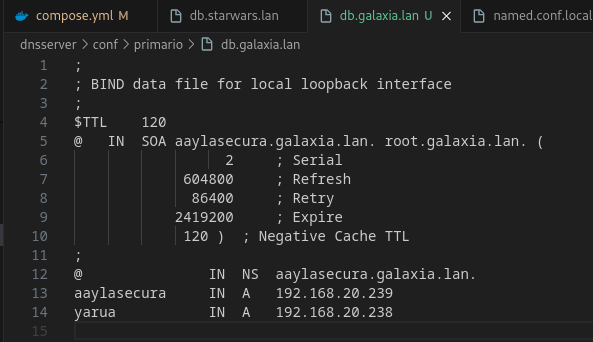 compose.yml M db.starwars.lan db.galaxia.lan U named.conf.local
dnsserver > conf > primario > db.galaxia.lan
1 ;
2 ; BIND data file for local loopback interface
3 ;
4 $TTL 120
5 @ IN SOA aaylasecura.galaxia.lan. root.galaxia.lan. (
6 2 ; Serial
7 604800 ; Refresh
8 86400 ; Retry
9 2419200 ; Expire
10 120 ) ; Negative Cache TTL
11 ;
12 @ IN NS aaylasecura.galaxia.lan.
13 aaylasecura IN A 192.168.20.239
14 yarua IN A 192.168.20.238
15